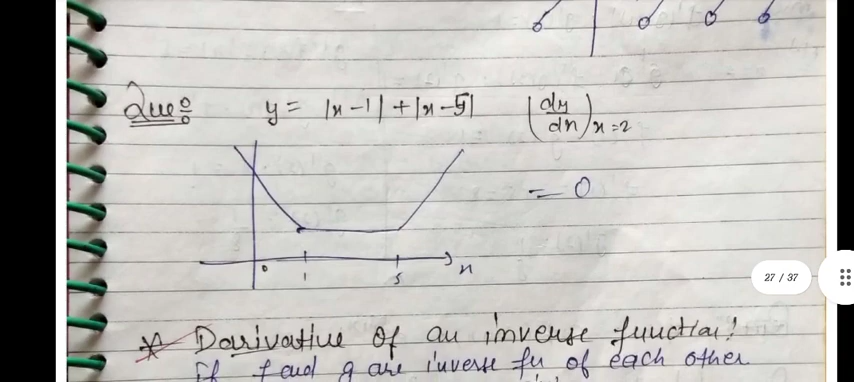 Que:
y = |x-1| + |x-5| (dy/dx)x=2
= 0
0 1 5 x
27 / 37
* Darivative of an inverse function!
If f and g are inverse fn of each other